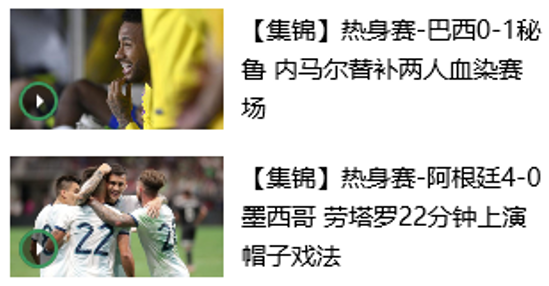 【集锦】热身赛-巴西0-1秘
鲁 内马尔替补两人血染赛
场
【集锦】热身赛-阿根廷4-0
墨西哥 劳塔罗22分钟上演
帽子戏法
22